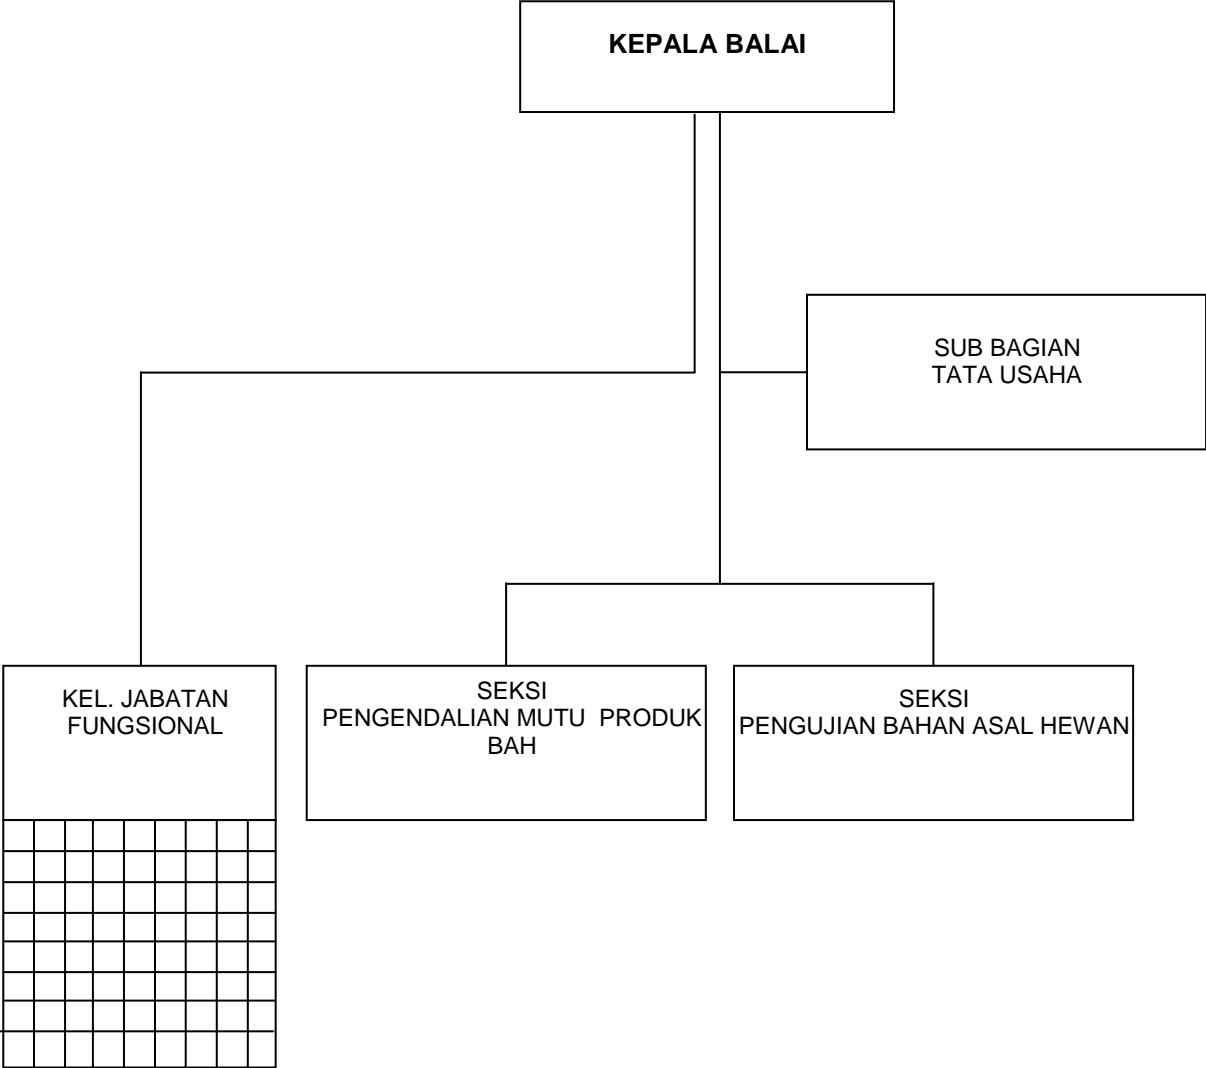 KEPALA BALAI
SUB BAGIAN
TATA USAHA
KEL. JABATAN
FUNGSIONAL
SEKSI
PENGENDALIAN MUTU PRODUK
BAH
SEKSI
PENGUJIAN BAHAN ASAL HEWAN